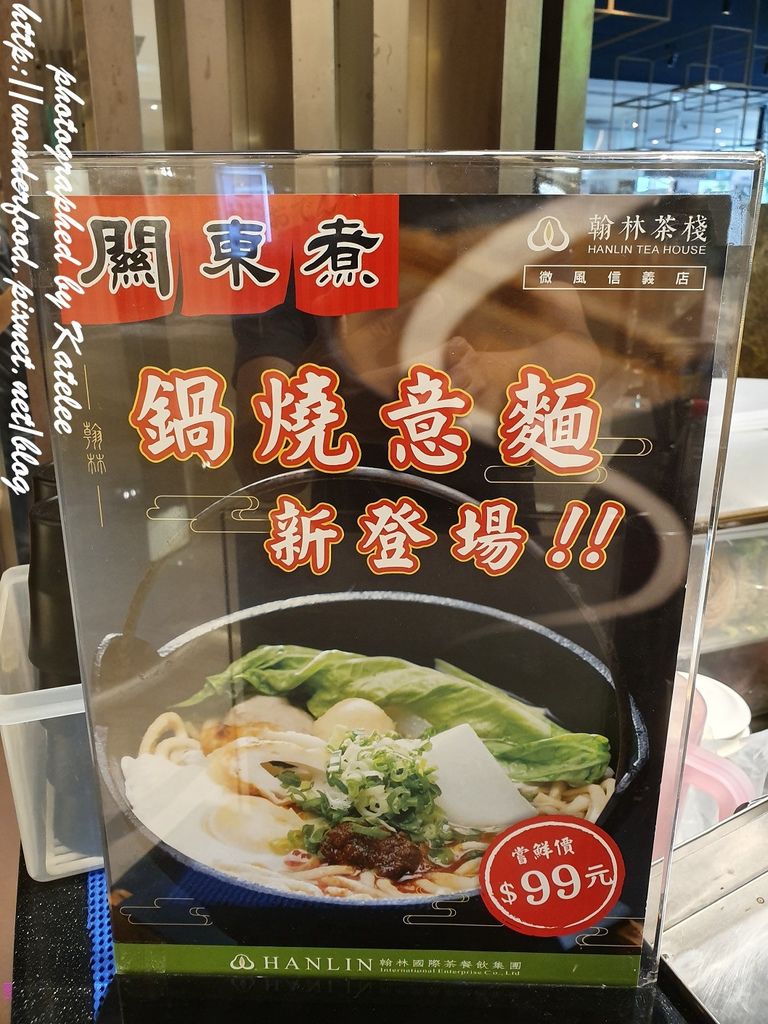 photographed by Katelee
http://wonderfood.pixnet.net/blog
關東煮
翰林茶棧
HANLIN TEA HOUSE
微風信義店
翰林
鍋燒意麵
新登場!!
嘗鮮價
$99元
HANLIN 翰林國際茶餐飲集團
International Enterprise Co., Ltd